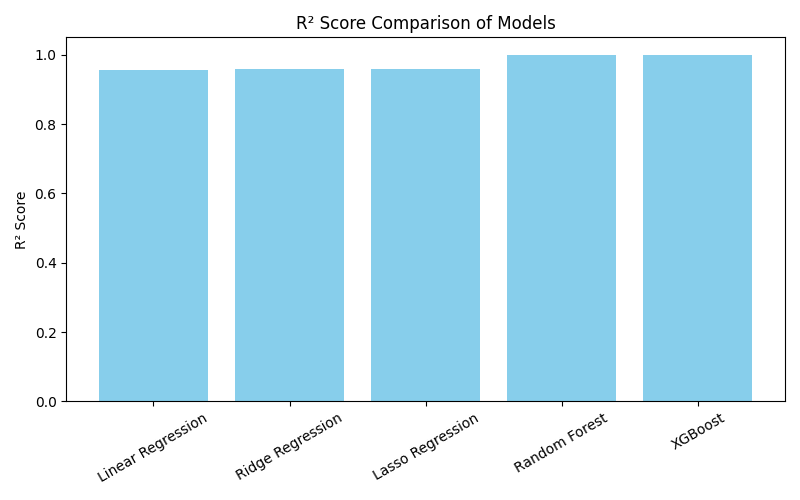 R² Score Comparison of Models
R² Score
1.0
0.8
0.6
0.4
0.2
0.0
Linear Regression
Ridge Regression
Lasso Regression
Random Forest
XGBoost